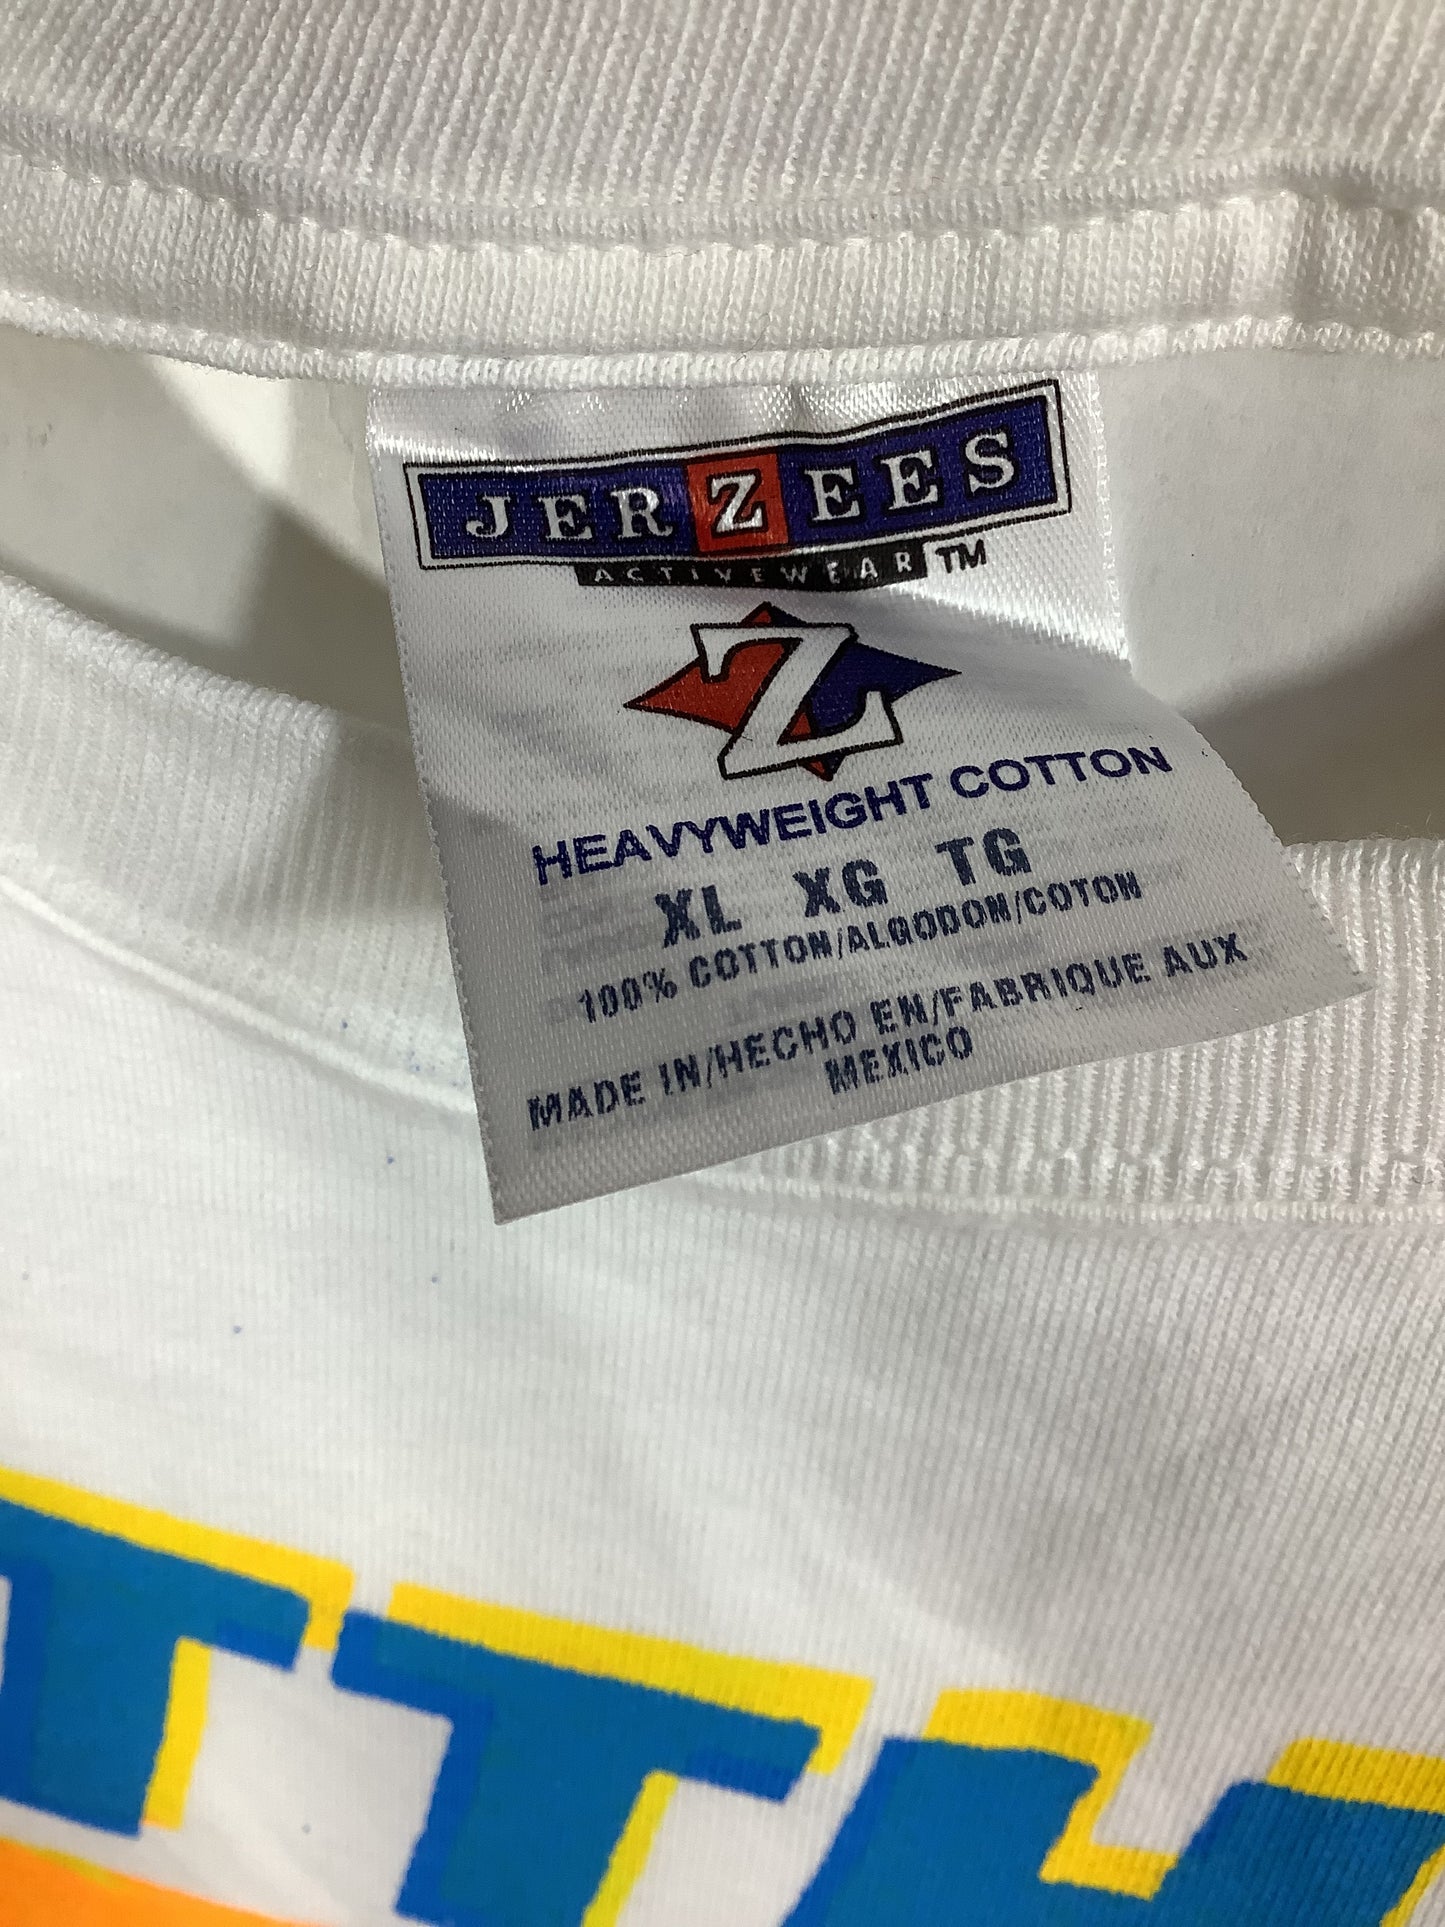 JERZEES
ACTIVEWEAR TM
Z
HEAVYWEIGHT COTTON
XL XG TG
100% COTTON/ALGODON/COTON
MADE IN/HECHO EN/FABRIQUE AUX
MEXICO